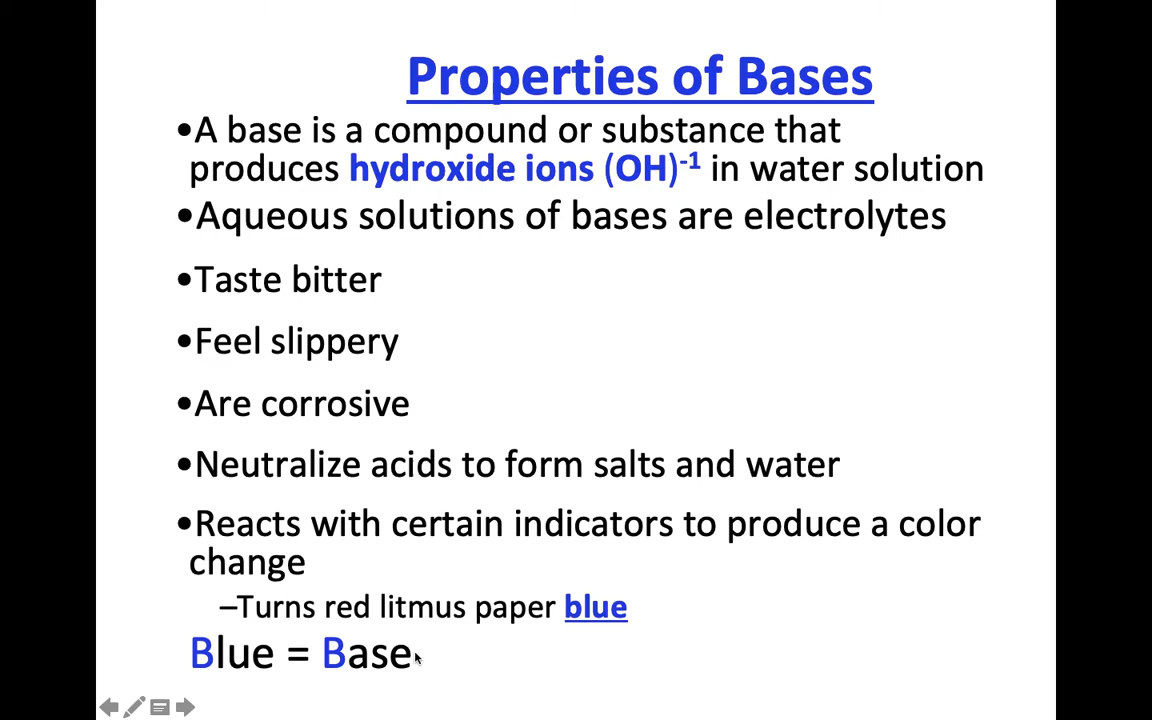 Properties of Bases
•A base is a compound or substance that
produces hydroxide ions (OH)⁻¹ in water solution
•Aqueous solutions of bases are electrolytes
•Taste bitter
•Feel slippery
•Are corrosive
•Neutralize acids to form salts and water
•Reacts with certain indicators to produce a color
change
–Turns red litmus paper blue
Blue = Base